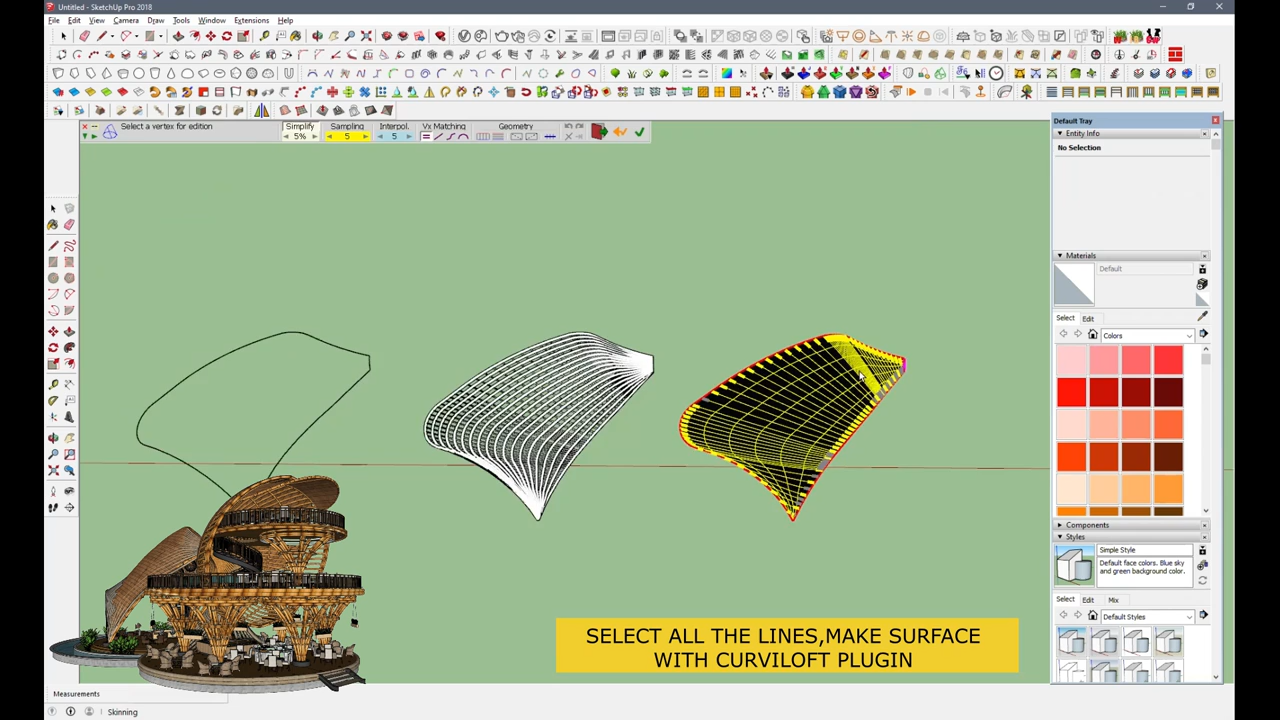 Untitled - SketchUp Pro 2018
File Edit View Camera Draw Tools Window Extensions Help
Select a vertex for edition
Simplify
5%
Sampling
5
Interpol.
5
Vx Matching
Geometry
Default Tray
Entity Info
No Selection
Materials
Default
Select Edit
Colors
Components
Styles
Simple Style
Default face colors. Blue sky
and green background color.
Select Edit Mix
Default Styles
SELECT ALL THE LINES,MAKE SURFACE
WITH CURVILOFT PLUGIN
Measurements
Skinning